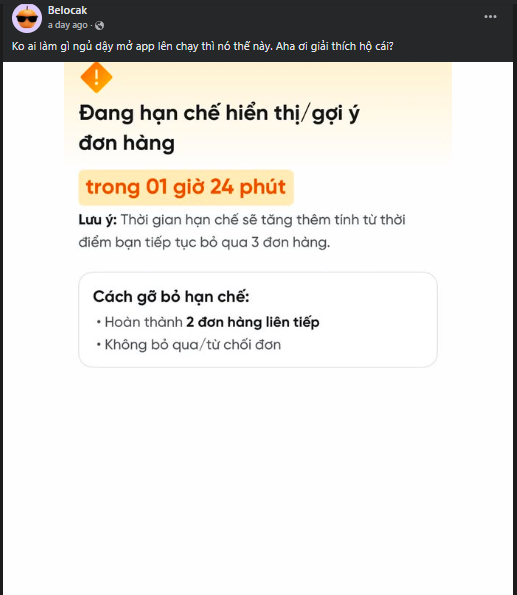 Belocak
a day ago ·
Ko ai làm gì ngủ dậy mở app lên chạy thì nó thế này. Aha ơi giải thích hộ cái?
Đang hạn chế hiển thị/gợi ý
đơn hàng
trong 01 giờ 24 phút
Lưu ý: Thời gian hạn chế sẽ tăng thêm tính từ thời
điểm bạn tiếp tục bỏ qua 3 đơn hàng.
Cách gỡ bỏ hạn chế:
• Hoàn thành 2 đơn hàng liên tiếp
• Không bỏ qua/từ chối đơn